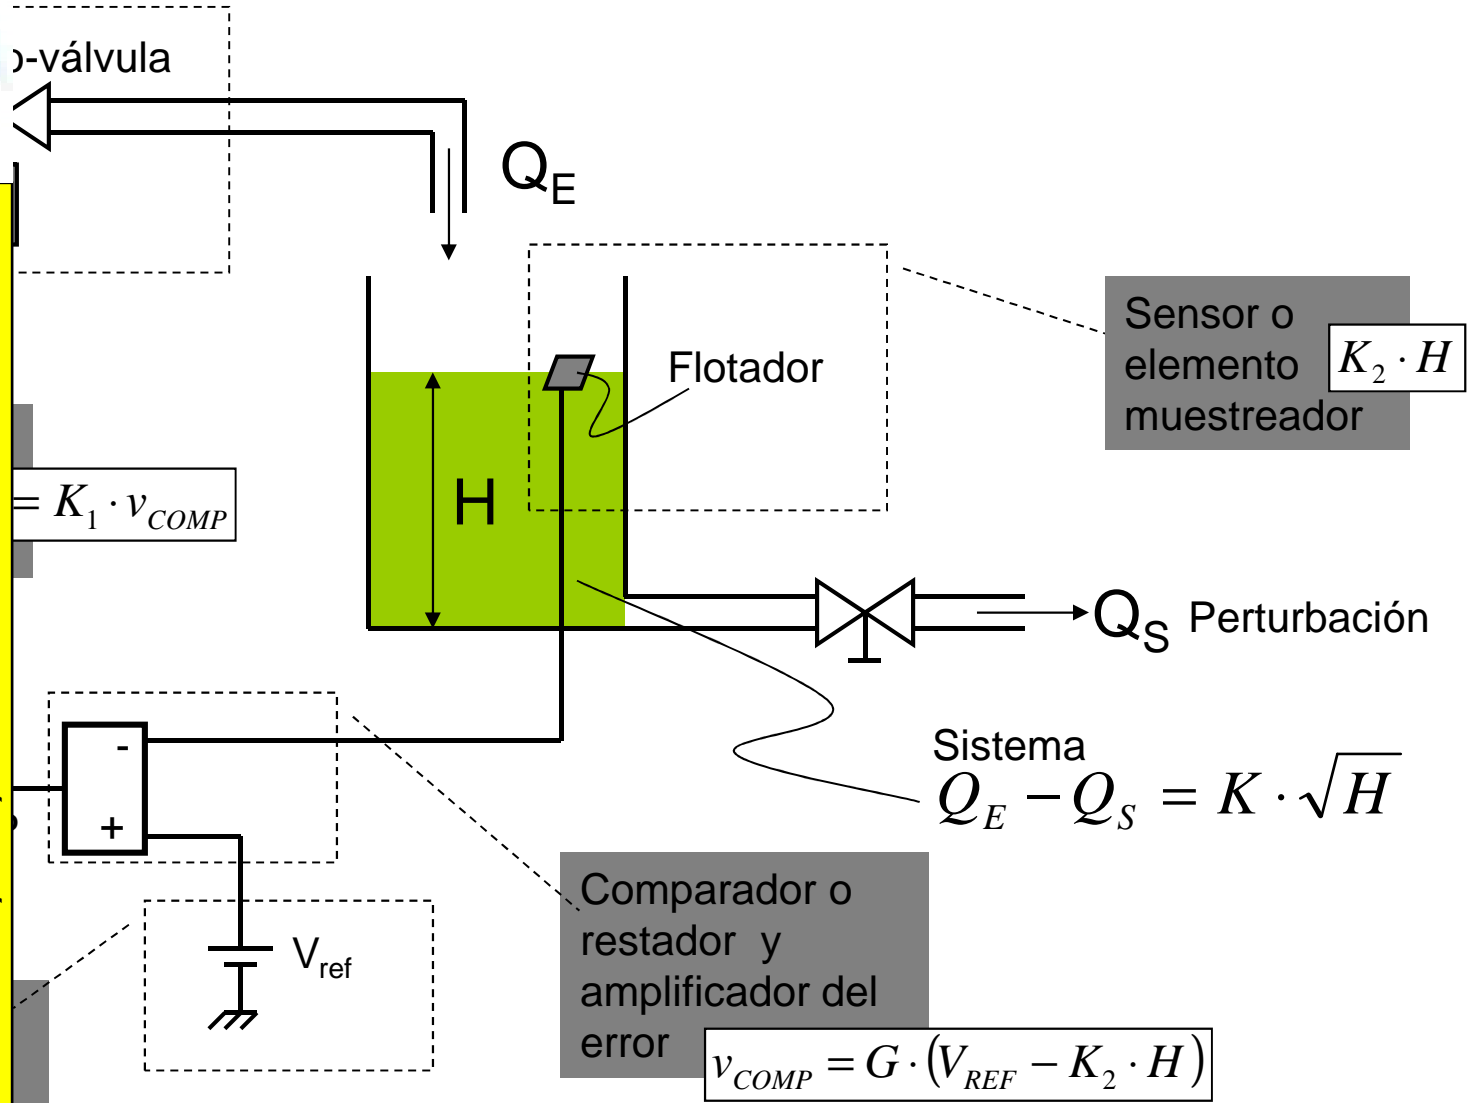 -válvula
Q_E
Flotador
Sensor o
elemento
muestreador
K_2 · H
H
= K_1 · v_COMP
Q_S Perturbación
Sistema
Q_E − Q_S = K · √H
-
+
V_ref
Comparador o
restador y
amplificador del
error
v_COMP = G · (V_REF − K_2 · H)